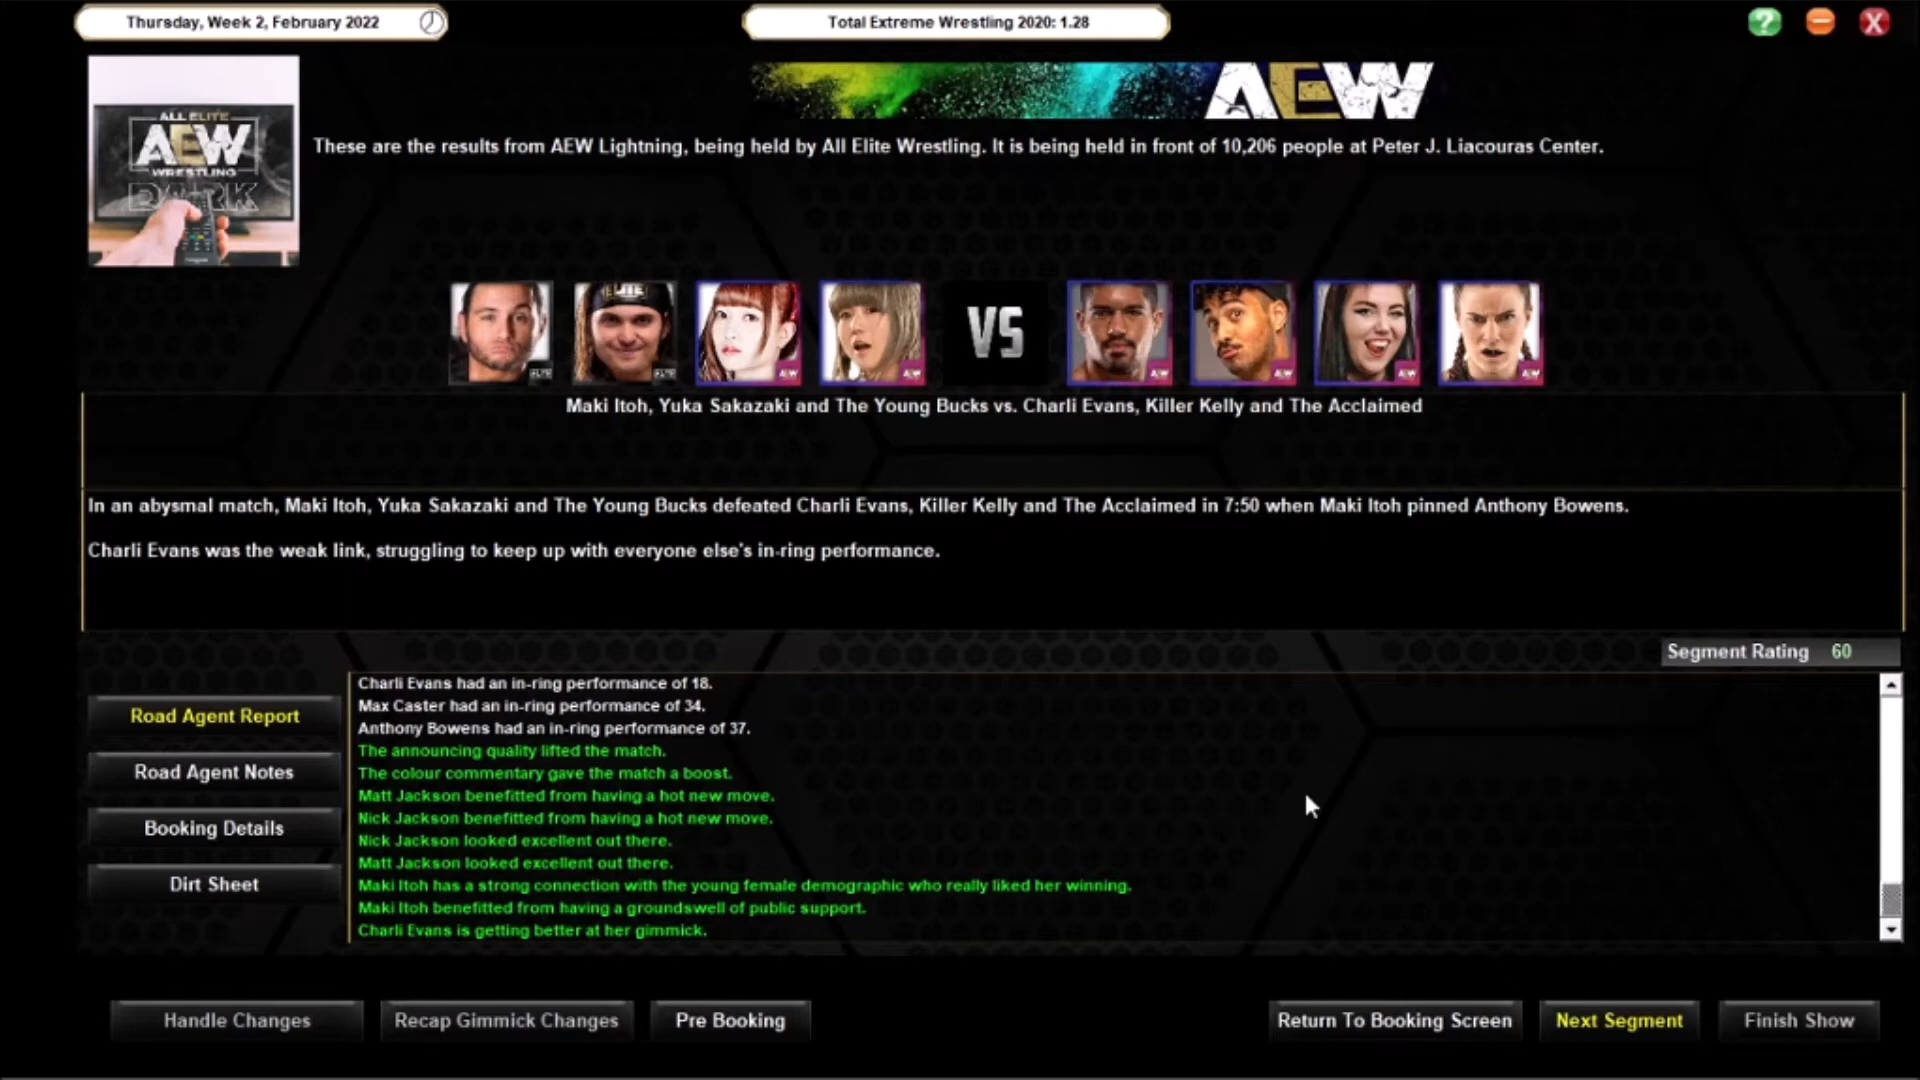 Thursday, Week 2, February 2022
Total Extreme Wrestling 2020: 1.28
?
X
ALL ELITE
AEW
WRESTLING
DARK
AEW
These are the results from AEW Lightning, being held by All Elite Wrestling. It is being held in front of 10,206 people at Peter J. Liacouras Center.
ELITE
ELITE
ELITE
AEW
AEW
VS
AEW
AEW
AEW
AEW
Maki Itoh, Yuka Sakazaki and The Young Bucks vs. Charli Evans, Killer Kelly and The Acclaimed
In an abysmal match, Maki Itoh, Yuka Sakazaki and The Young Bucks defeated Charli Evans, Killer Kelly and The Acclaimed in 7:50 when Maki Itoh pinned Anthony Bowens.
Charli Evans was the weak link, struggling to keep up with everyone else's in-ring performance.
Segment Rating 60
Road Agent Report
Road Agent Notes
Booking Details
Dirt Sheet
Charli Evans had an in-ring performance of 18.
Max Caster had an in-ring performance of 34.
Anthony Bowens had an in-ring performance of 37.
The announcing quality lifted the match.
The colour commentary gave the match a boost.
Matt Jackson benefitted from having a hot new move.
Nick Jackson benefitted from having a hot new move.
Nick Jackson looked excellent out there.
Matt Jackson looked excellent out there.
Maki Itoh has a strong connection with the young female demographic who really liked her winning.
Maki Itoh benefitted from having a groundswell of public support.
Charli Evans is getting better at her gimmick.
Handle Changes
Recap Gimmick Changes
Pre Booking
Return To Booking Screen
Next Segment
Finish Show